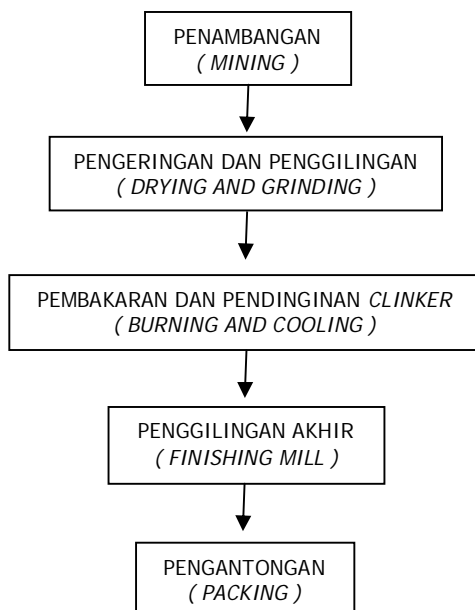 PENAMBANGAN
( MINING )
PENGERINGAN DAN PENGGILINGAN
( DRYING AND GRINDING )
PEMBAKARAN DAN PENDINGINAN CLINKER
( BURNING AND COOLING )
PENGGILINGAN AKHIR
( FINISHING MILL )
PENGANTONGAN
( PACKING )